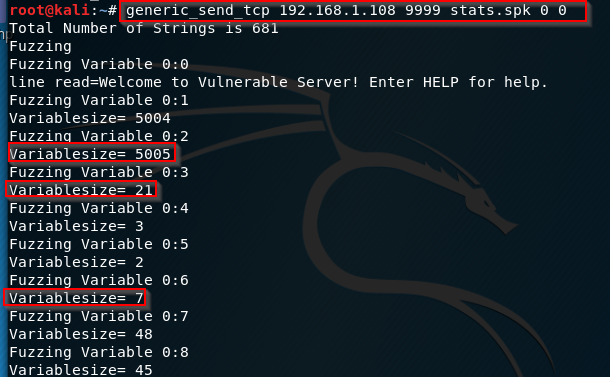 root@kali:~# generic_send_tcp 192.168.1.108 9999 stats.spk 0 0
Total Number of Strings is 681
Fuzzing
Fuzzing Variable 0:0
line read=Welcome to Vulnerable Server! Enter HELP for help.
Fuzzing Variable 0:1
Variablesize= 5004
Fuzzing Variable 0:2
Variablesize= 5005
Fuzzing Variable 0:3
Variablesize= 21
Fuzzing Variable 0:4
Variablesize= 3
Fuzzing Variable 0:5
Variablesize= 2
Fuzzing Variable 0:6
Variablesize= 7
Fuzzing Variable 0:7
Variablesize= 48
Fuzzing Variable 0:8
Variablesize= 45